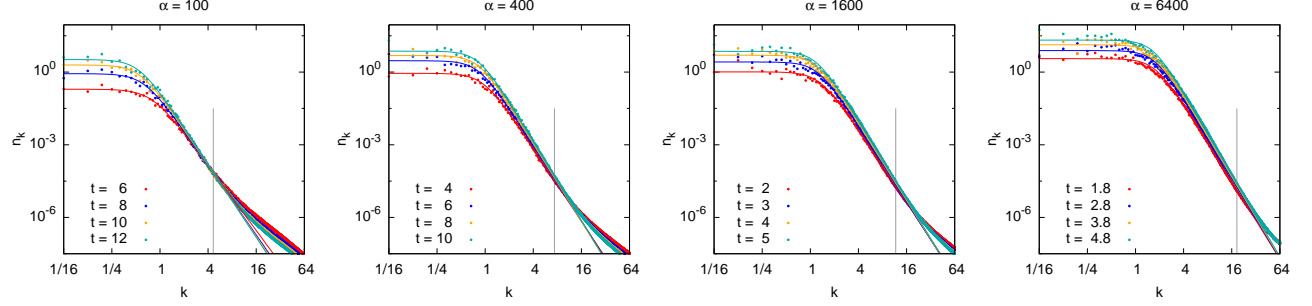 α = 100
10^0
10^-3
10^-6
n_k
t = 6
t = 8
t = 10
t = 12
1/16 1/4 1 4 16 64
k
α = 400
10^0
10^-3
10^-6
n_k
t = 4
t = 6
t = 8
t = 10
1/16 1/4 1 4 16 64
k
α = 1600
10^0
10^-3
10^-6
n_k
t = 2
t = 3
t = 4
t = 5
1/16 1/4 1 4 16 64
k
α = 6400
10^0
10^-3
10^-6
n_k
t = 1.8
t = 2.8
t = 3.8
t = 4.8
1/16 1/4 1 4 16 64
k